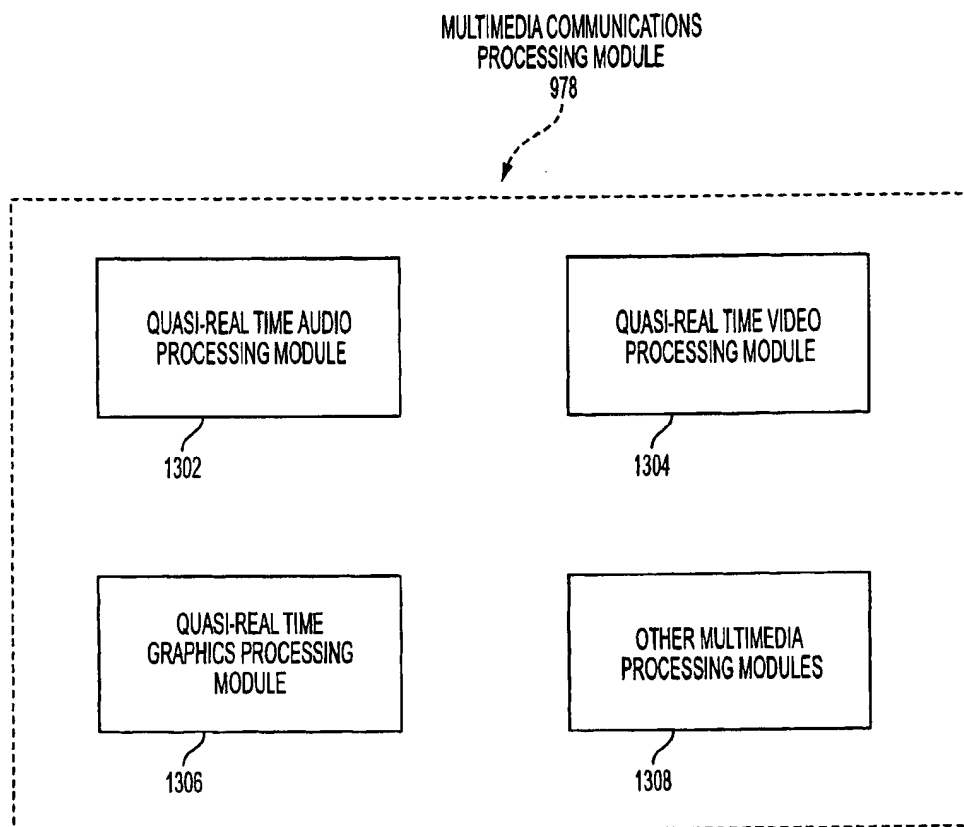 MULTIMEDIA COMMUNICATIONS
PROCESSING MODULE
978
QUASI-REAL TIME AUDIO
PROCESSING MODULE
1302
QUASI-REAL TIME VIDEO
PROCESSING MODULE
1304
QUASI-REAL TIME
GRAPHICS PROCESSING
MODULE
1306
OTHER MULTIMEDIA
PROCESSING MODULES
1308